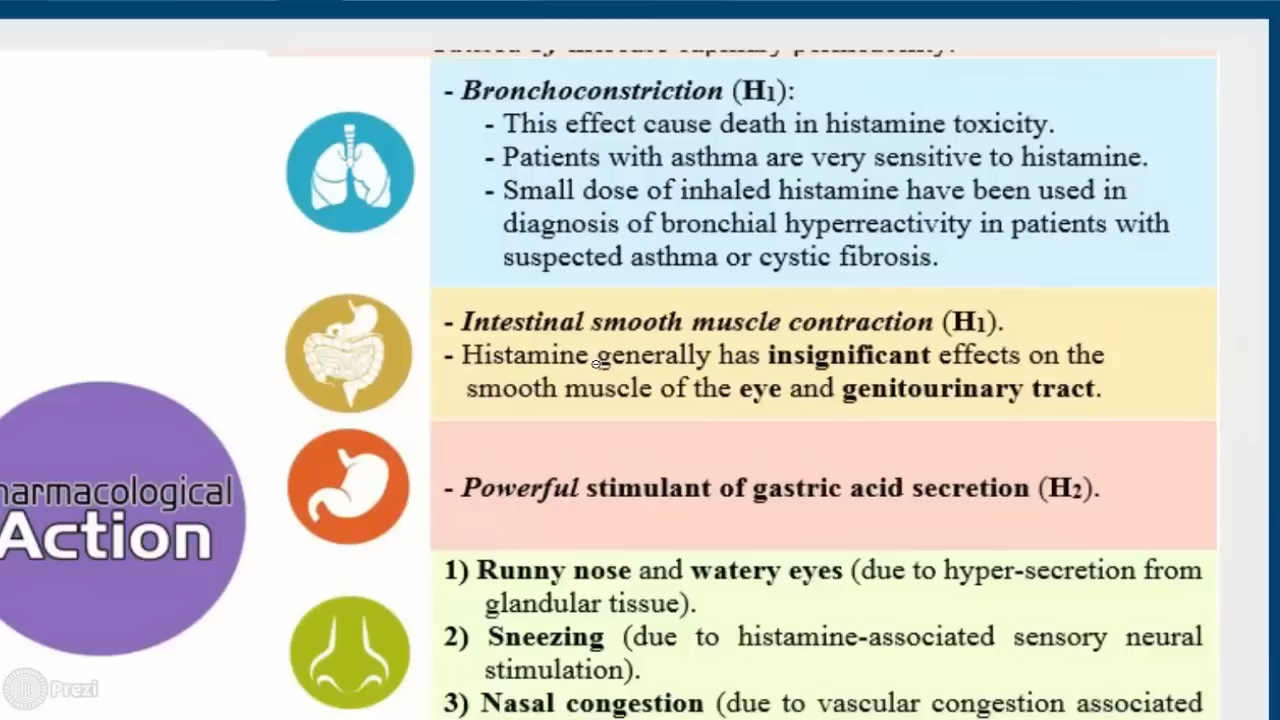 - Bronchoconstriction (H1):
- This effect cause death in histamine toxicity.
- Patients with asthma are very sensitive to histamine.
- Small dose of inhaled histamine have been used in
diagnosis of bronchial hyperreactivity in patients with
suspected asthma or cystic fibrosis.
- Intestinal smooth muscle contraction (H1).
- Histamine generally has insignificant effects on the
smooth muscle of the eye and genitourinary tract.
- Powerful stimulant of gastric acid secretion (H2).
1) Runny nose and watery eyes (due to hyper-secretion from
glandular tissue).
2) Sneezing (due to histamine-associated sensory neural
stimulation).
3) Nasal congestion (due to vascular congestion associated
harmacological
Action
Prezi